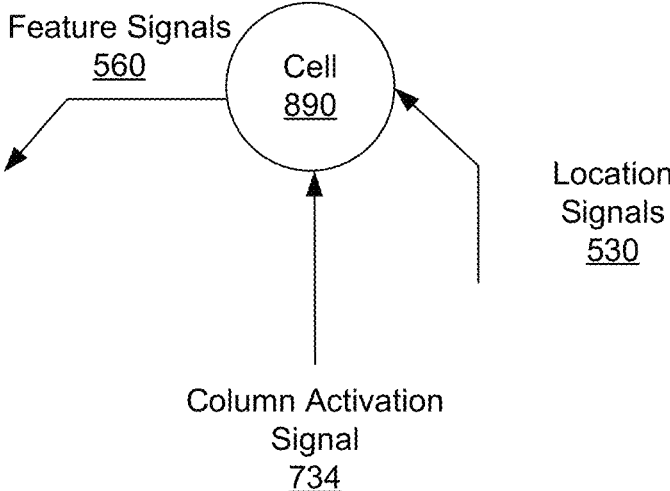 Feature Signals
560
Cell
890
Location
Signals
530
Column Activation
Signal
734